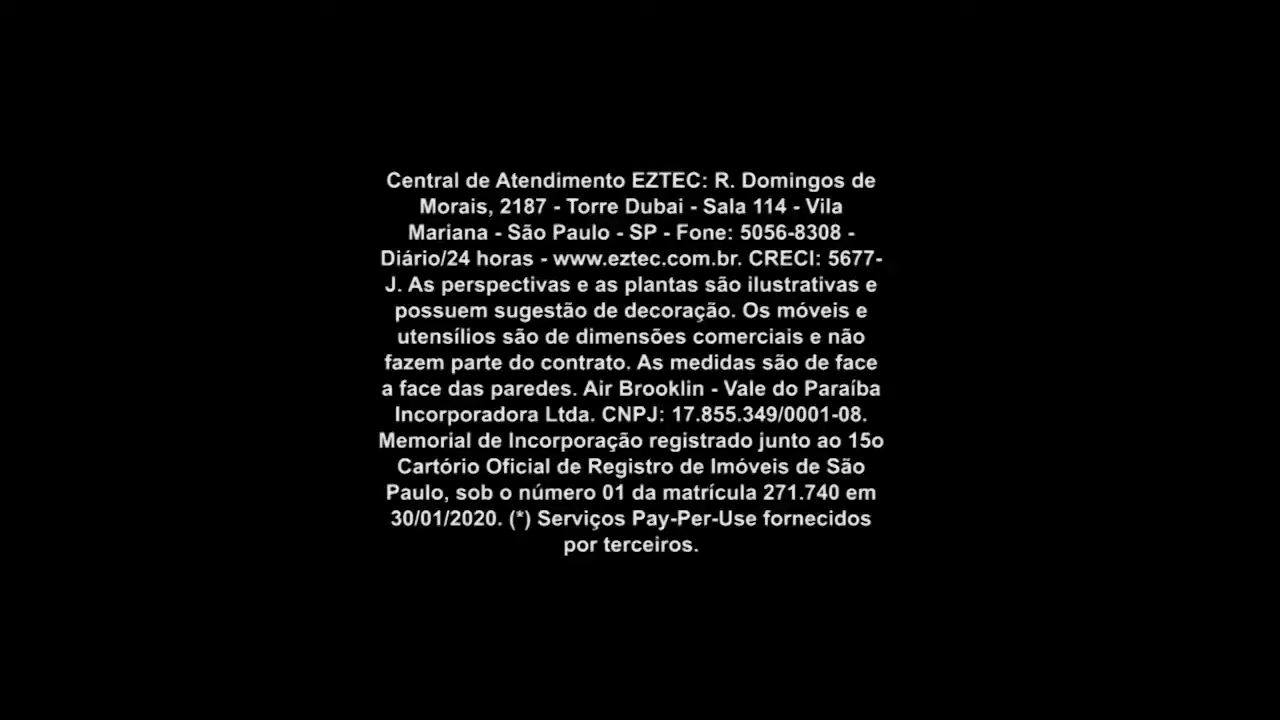 Central de Atendimento EZTEC: R. Domingos de
Morais, 2187 - Torre Dubai - Sala 114 - Vila
Mariana - São Paulo - SP - Fone: 5056-8308 -
Diário/24 horas - www.eztec.com.br. CRECI: 5677-
J. As perspectivas e as plantas são ilustrativas e
possuem sugestão de decoração. Os móveis e
utensílios são de dimensões comerciais e não
fazem parte do contrato. As medidas são de face
a face das paredes. Air Brooklin - Vale do Paraíba
Incorporadora Ltda. CNPJ: 17.855.349/0001-08.
Memorial de Incorporação registrado junto ao 15o
Cartório Oficial de Registro de Imóveis de São
Paulo, sob o número 01 da matrícula 271.740 em
30/01/2020. (*) Serviços Pay-Per-Use fornecidos
por terceiros.